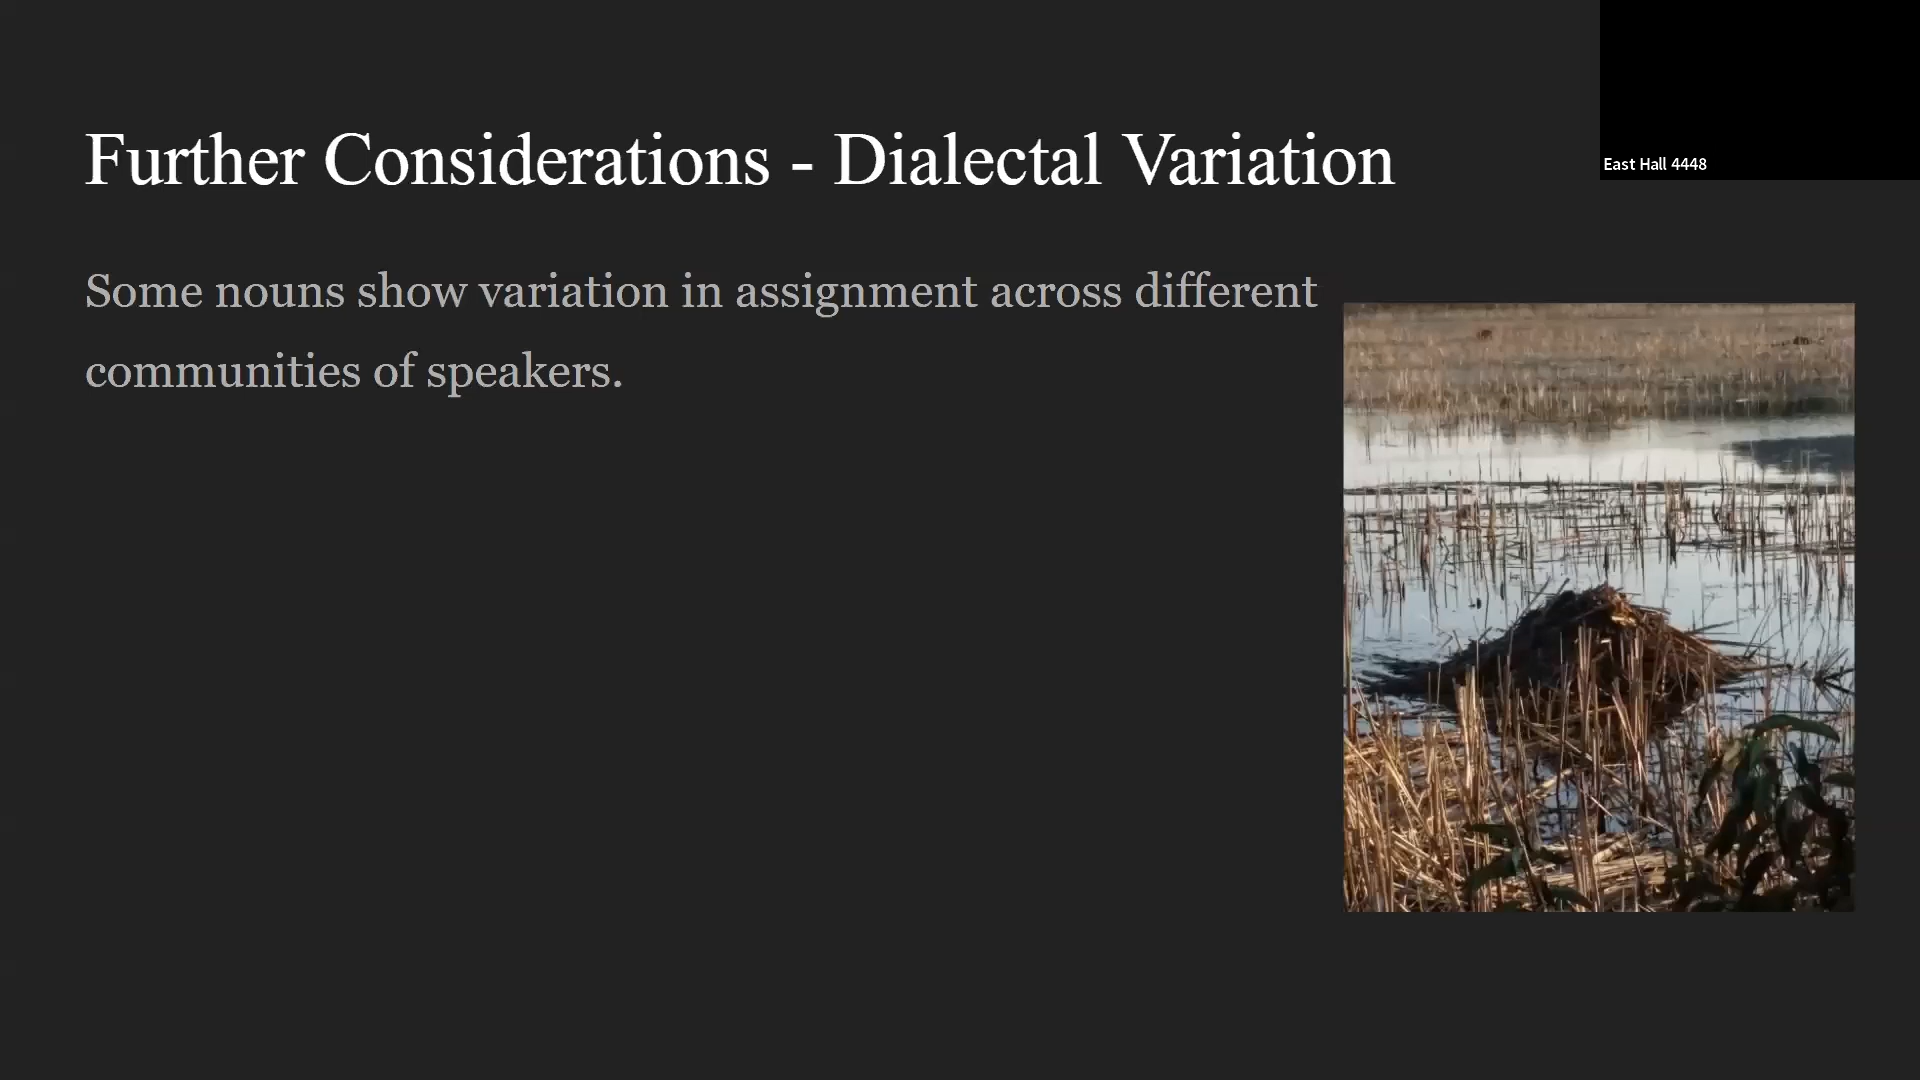 Further Considerations - Dialectal Variation
East Hall 4448
Some nouns show variation in assignment across different
communities of speakers.